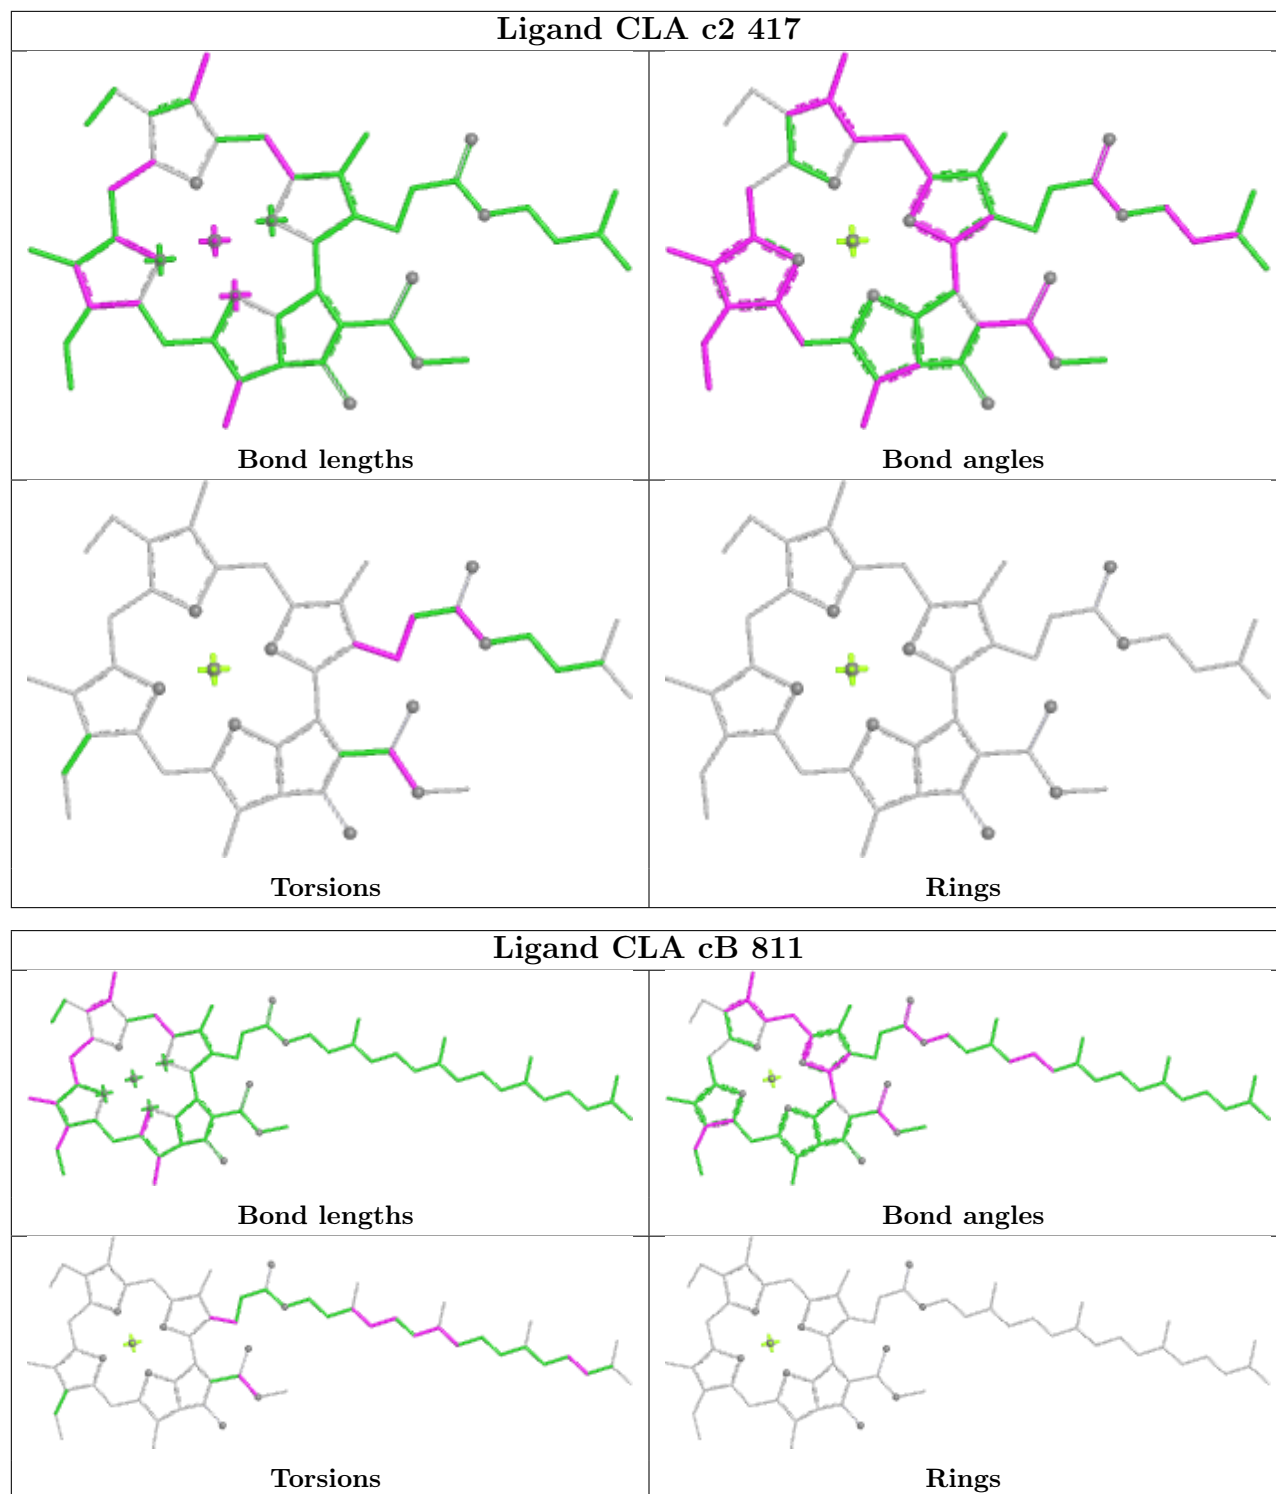 Ligand CLA c2 417
Bond lengths
Bond angles
Torsions
Rings
Ligand CLA cB 811
Bond lengths
Bond angles
Torsions
Rings